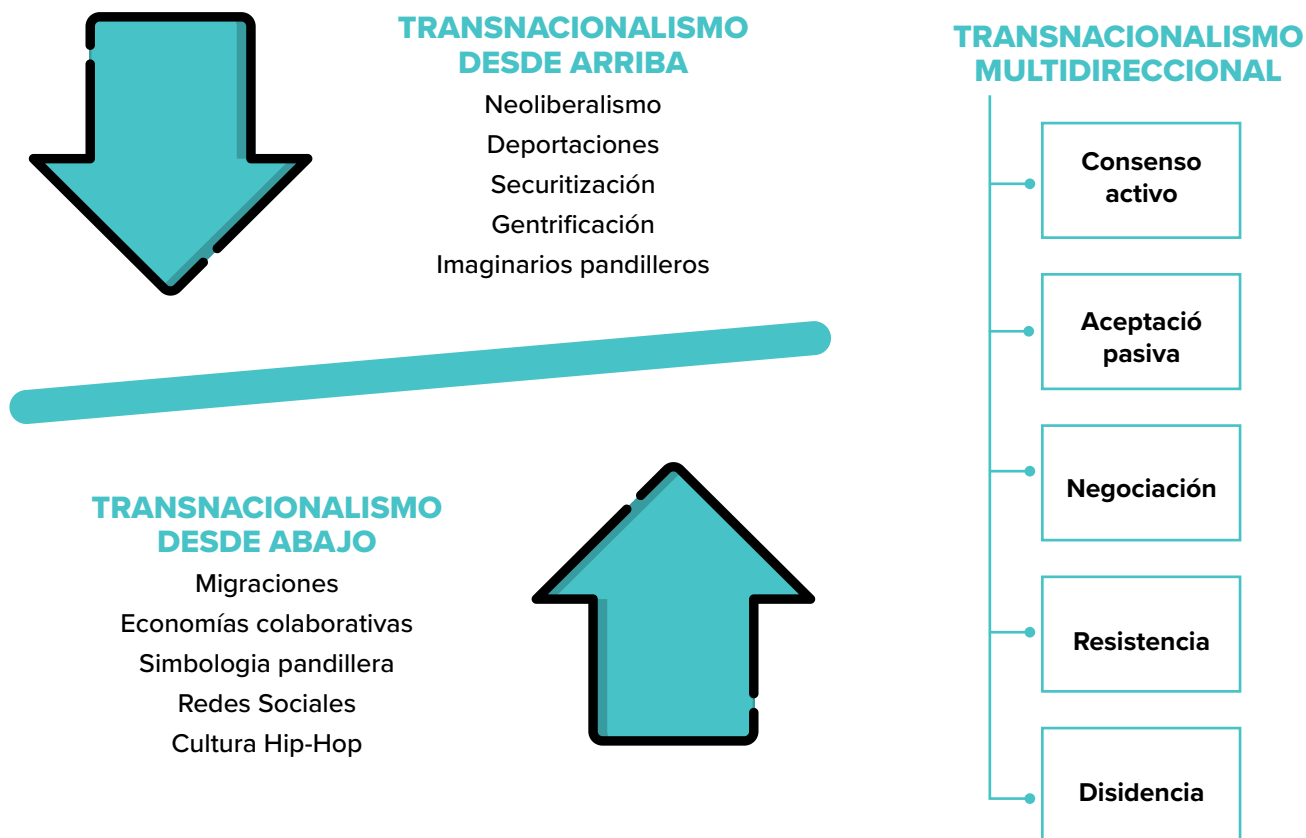 TRANSNACIONALISMO
DESDE ARRIBA
Neoliberalismo
Deportaciones
Securitización
Gentrificación
Imaginarios pandilleros
TRANSNACIONALISMO
DESDE ABAJO
Migraciones
Economías colaborativas
Simbologia pandillera
Redes Sociales
Cultura Hip-Hop
TRANSNACIONALISMO
MULTIDIRECCIONAL
Consenso
activo
Aceptació
pasiva
Negociación
Resistencia
Disidencia